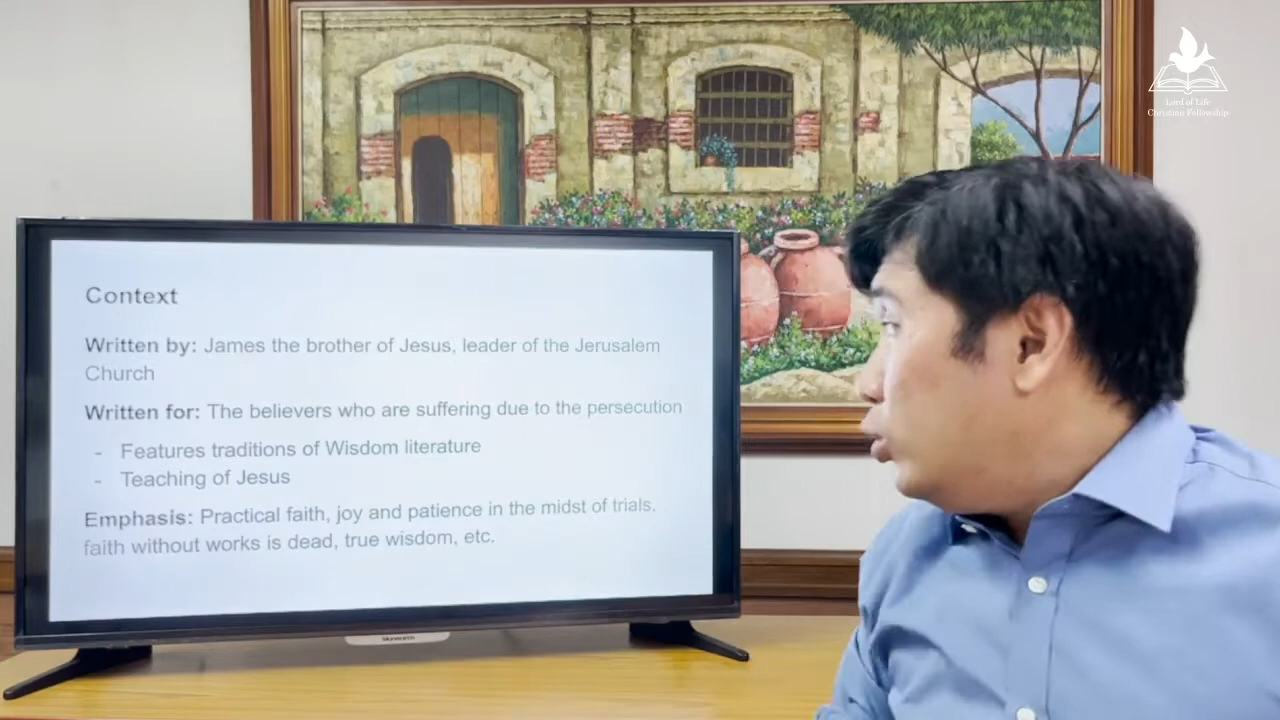 Lord of Life
Christian Fellowship
Context
Written by: James the brother of Jesus, leader of the Jerusalem
Church
Written for: The believers who are suffering due to the persecution
- Features traditions of Wisdom literature
- Teaching of Jesus
Emphasis: Practical faith, joy and patience in the midst of trials,
faith without works is dead, true wisdom, etc.